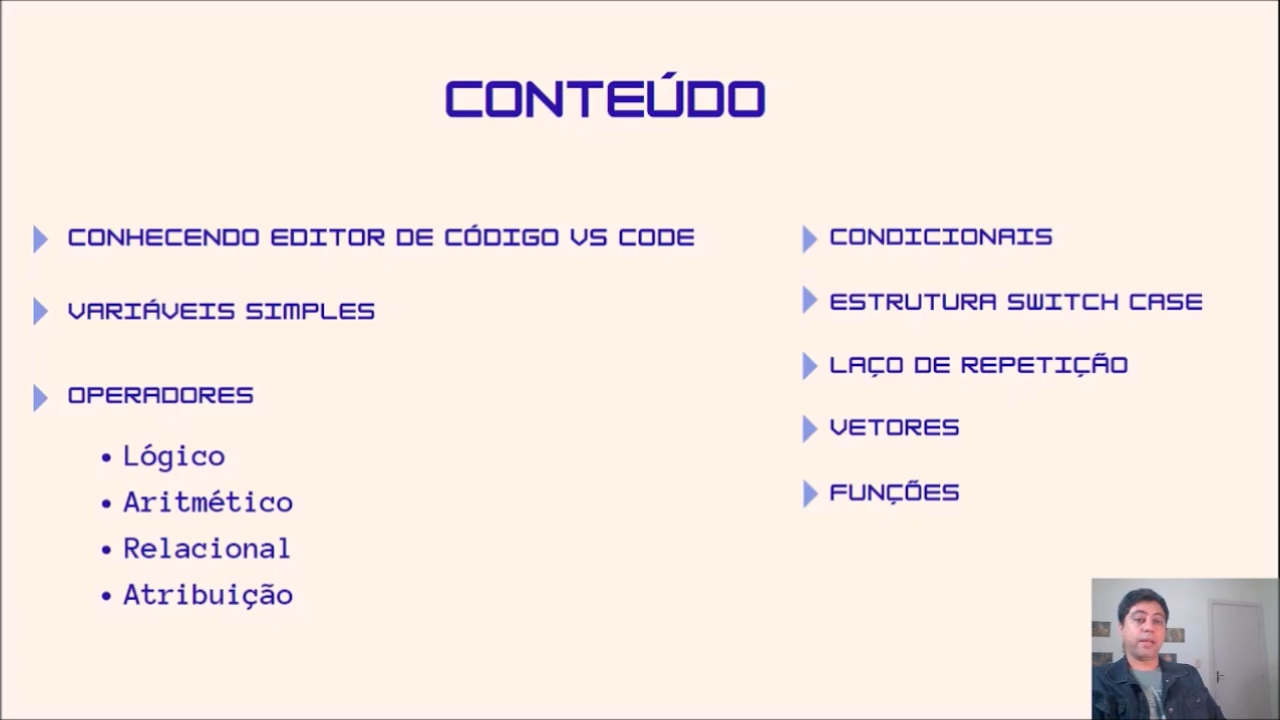 CONTEÚDO
CONHECENDO EDITOR DE CÓDIGO VS CODE
VARIÁVEIS SIMPLES
OPERADORES
• Lógico
• Aritmético
• Relacional
• Atribuição
CONDICIONAIS
ESTRUTURA SWITCH CASE
LAÇO DE REPETIÇÃO
VETORES
FUNÇÕES